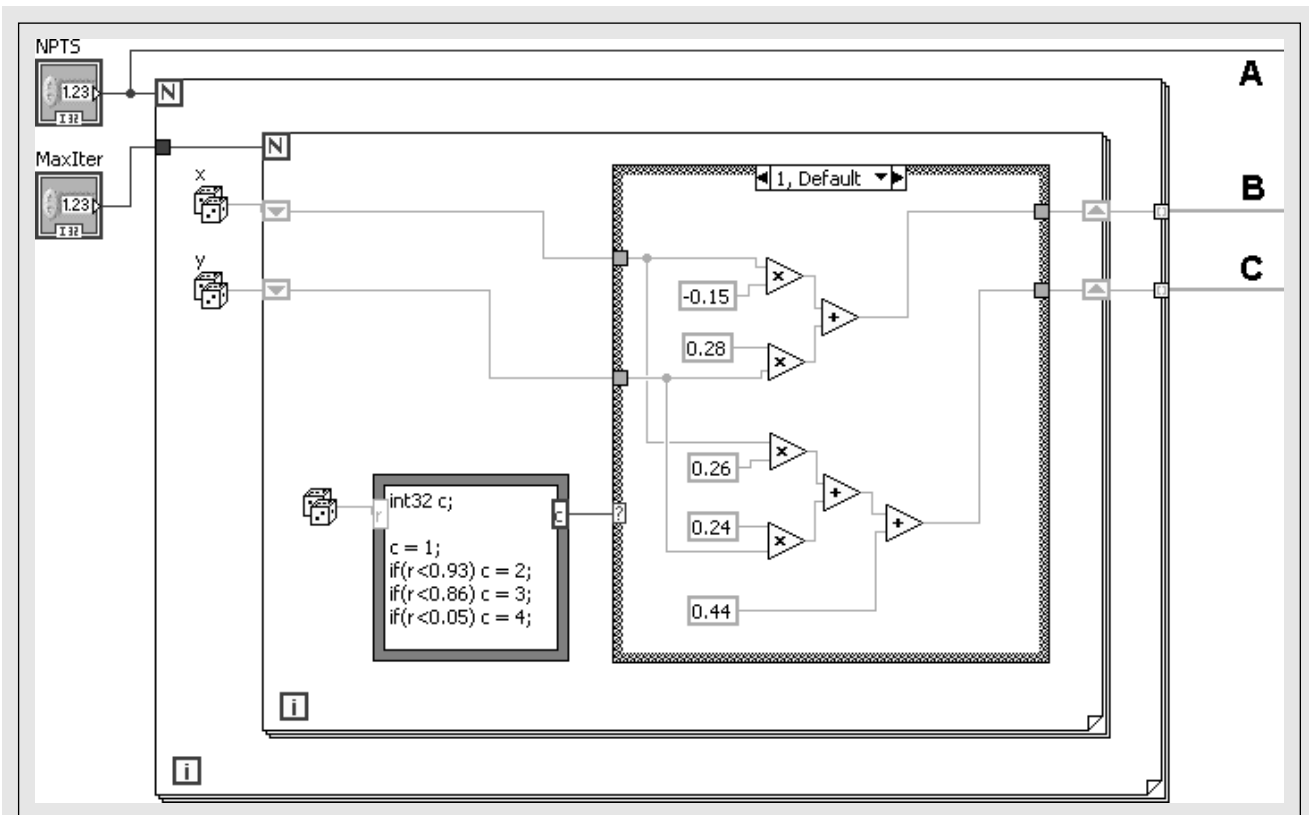 NPTS
1.23
I32
N
A
MaxIter
1.23
I32
N
x
1, Default
B
y
C
x
-0.15
+
0.28
x
x
0.26
+
0.24
x
+
0.44
?
r
int32 c;
c
c = 1;
if(r<0.93) c = 2;
if(r<0.86) c = 3;
if(r<0.05) c = 4;
i
i